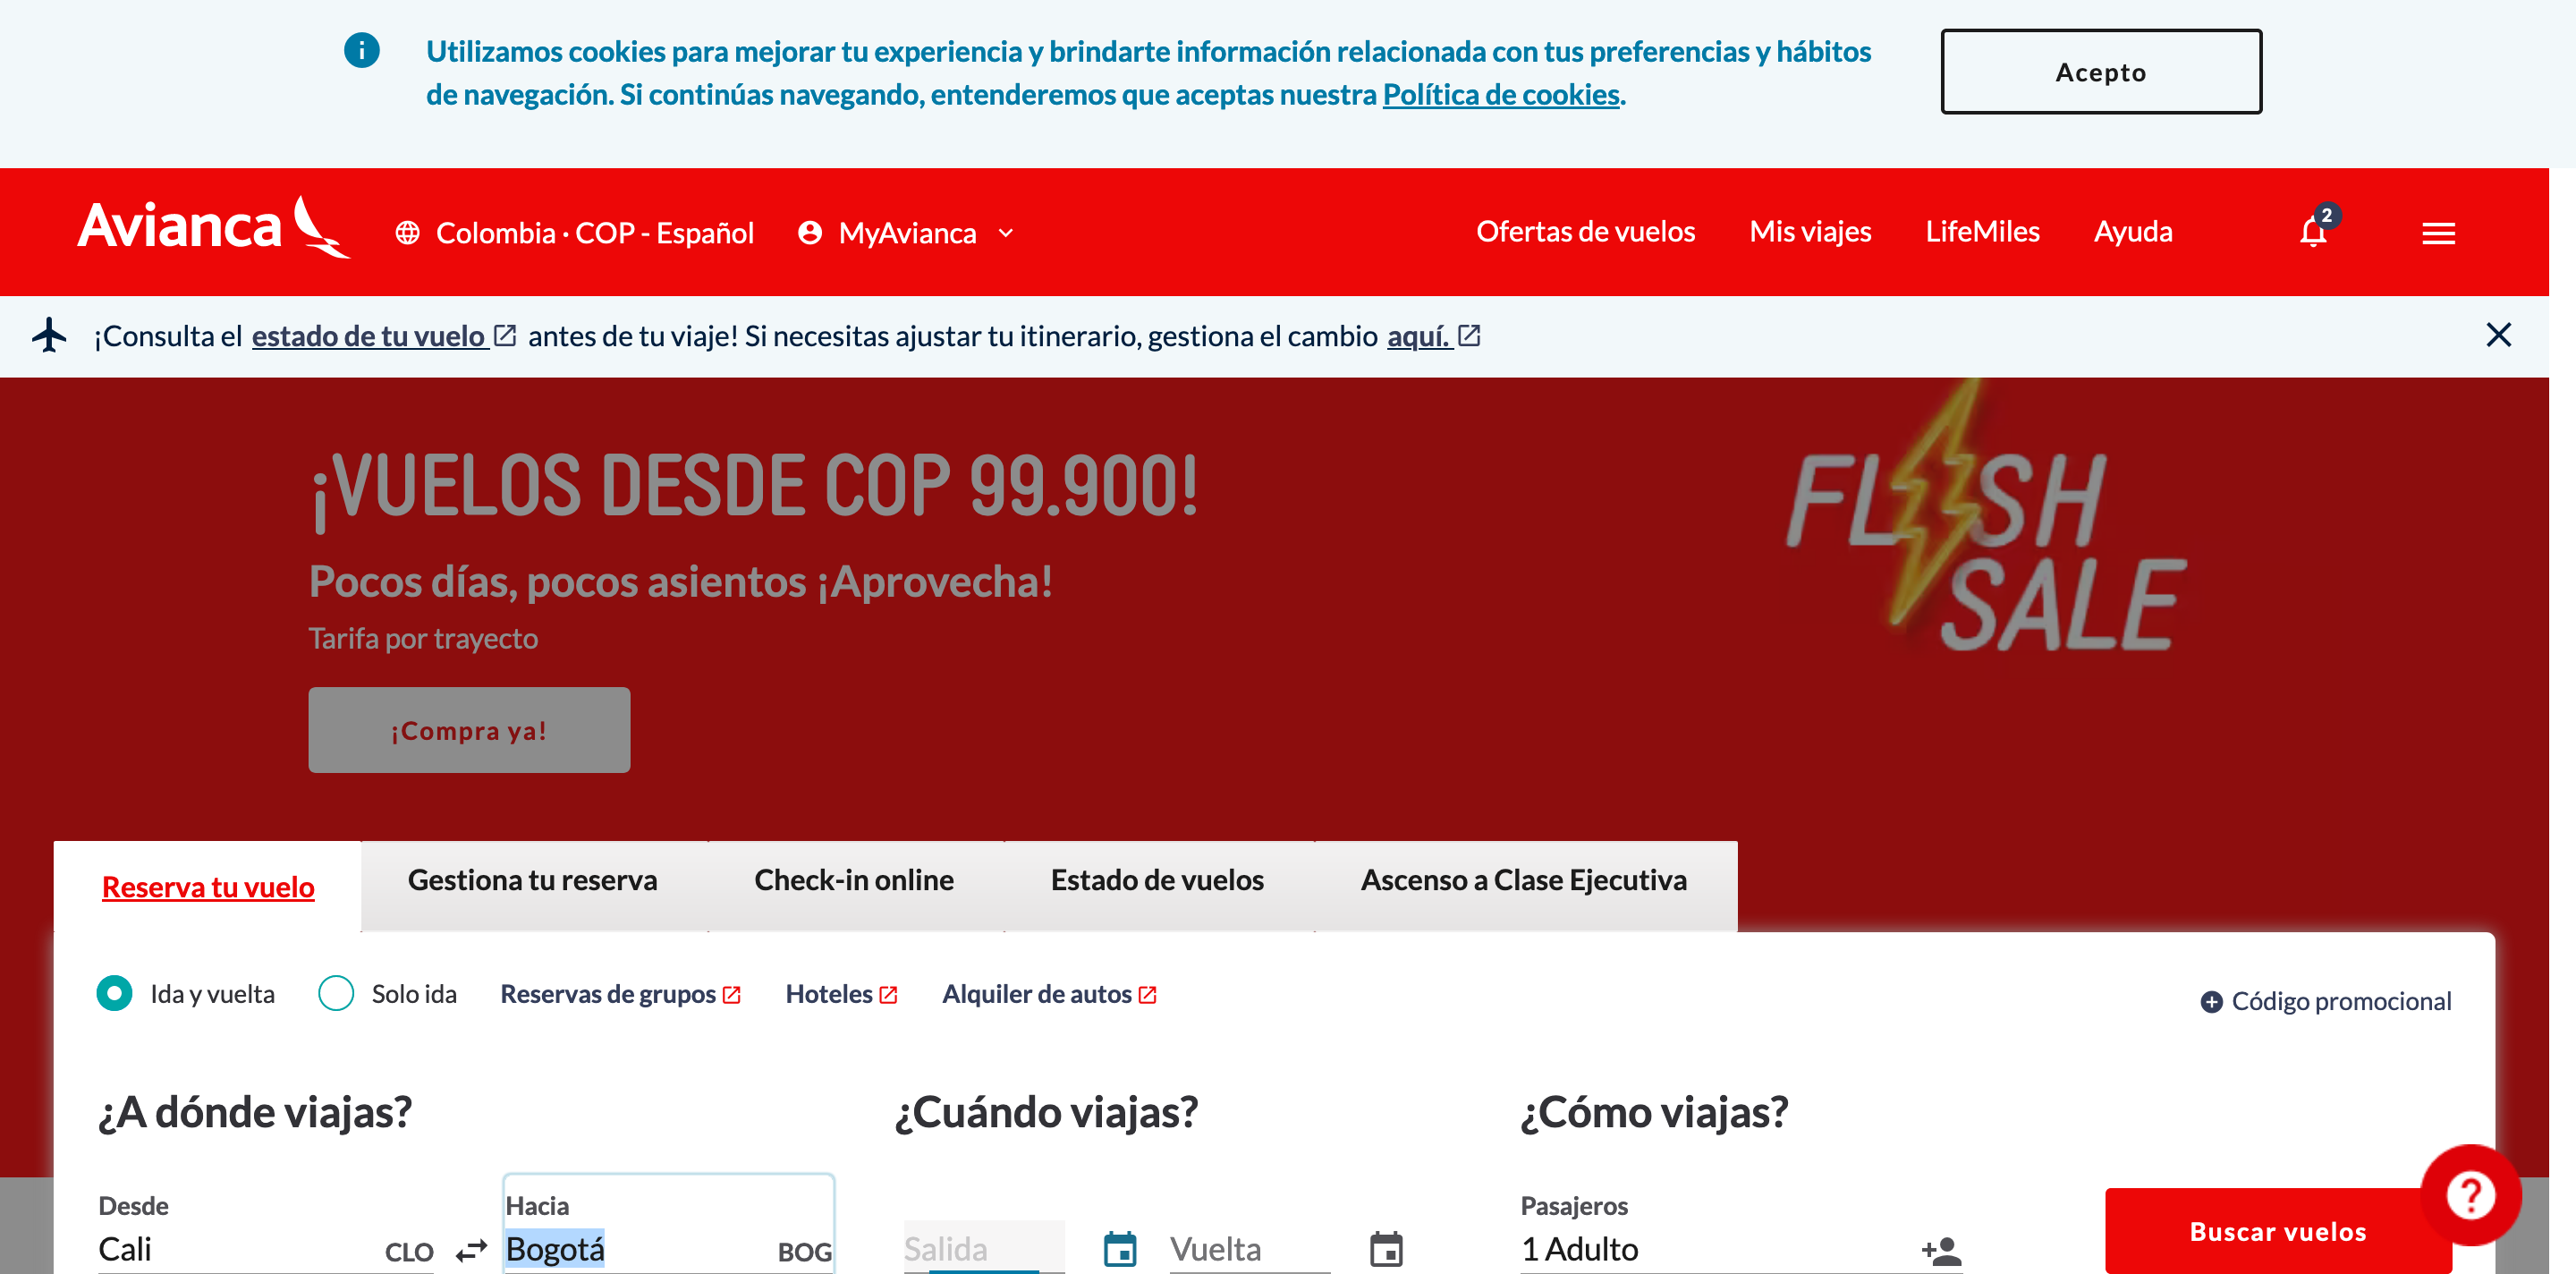 Utilizamos cookies para mejorar tu experiencia y brindarte información relacionada con tus preferencias y hábitos
de navegación. Si continúas navegando, entenderemos que aceptas nuestra Política de cookies.
Acepto
Avianca
Colombia · COP - Español
MyAvianca
Ofertas de vuelos
Mis viajes
LifeMiles
Ayuda
2
¡Consulta el estado de tu vuelo antes de tu viaje! Si necesitas ajustar tu itinerario, gestiona el cambio aquí.
¡VUELOS DESDE COP 99.900!
Pocos días, pocos asientos ¡Aprovecha!
Tarifa por trayecto
¡Compra ya!
FLASH
SALE
Reserva tu vuelo
Gestiona tu reserva
Check-in online
Estado de vuelos
Ascenso a Clase Ejecutiva
Ida y vuelta
Solo ida
Reservas de grupos
Hoteles
Alquiler de autos
Código promocional
¿A dónde viajas?
¿Cuándo viajas?
¿Cómo viajas?
Desde
Cali CLO
Hacia
Bogotá BOG
Salida
Vuelta
Pasajeros
1 Adulto
Buscar vuelos
?